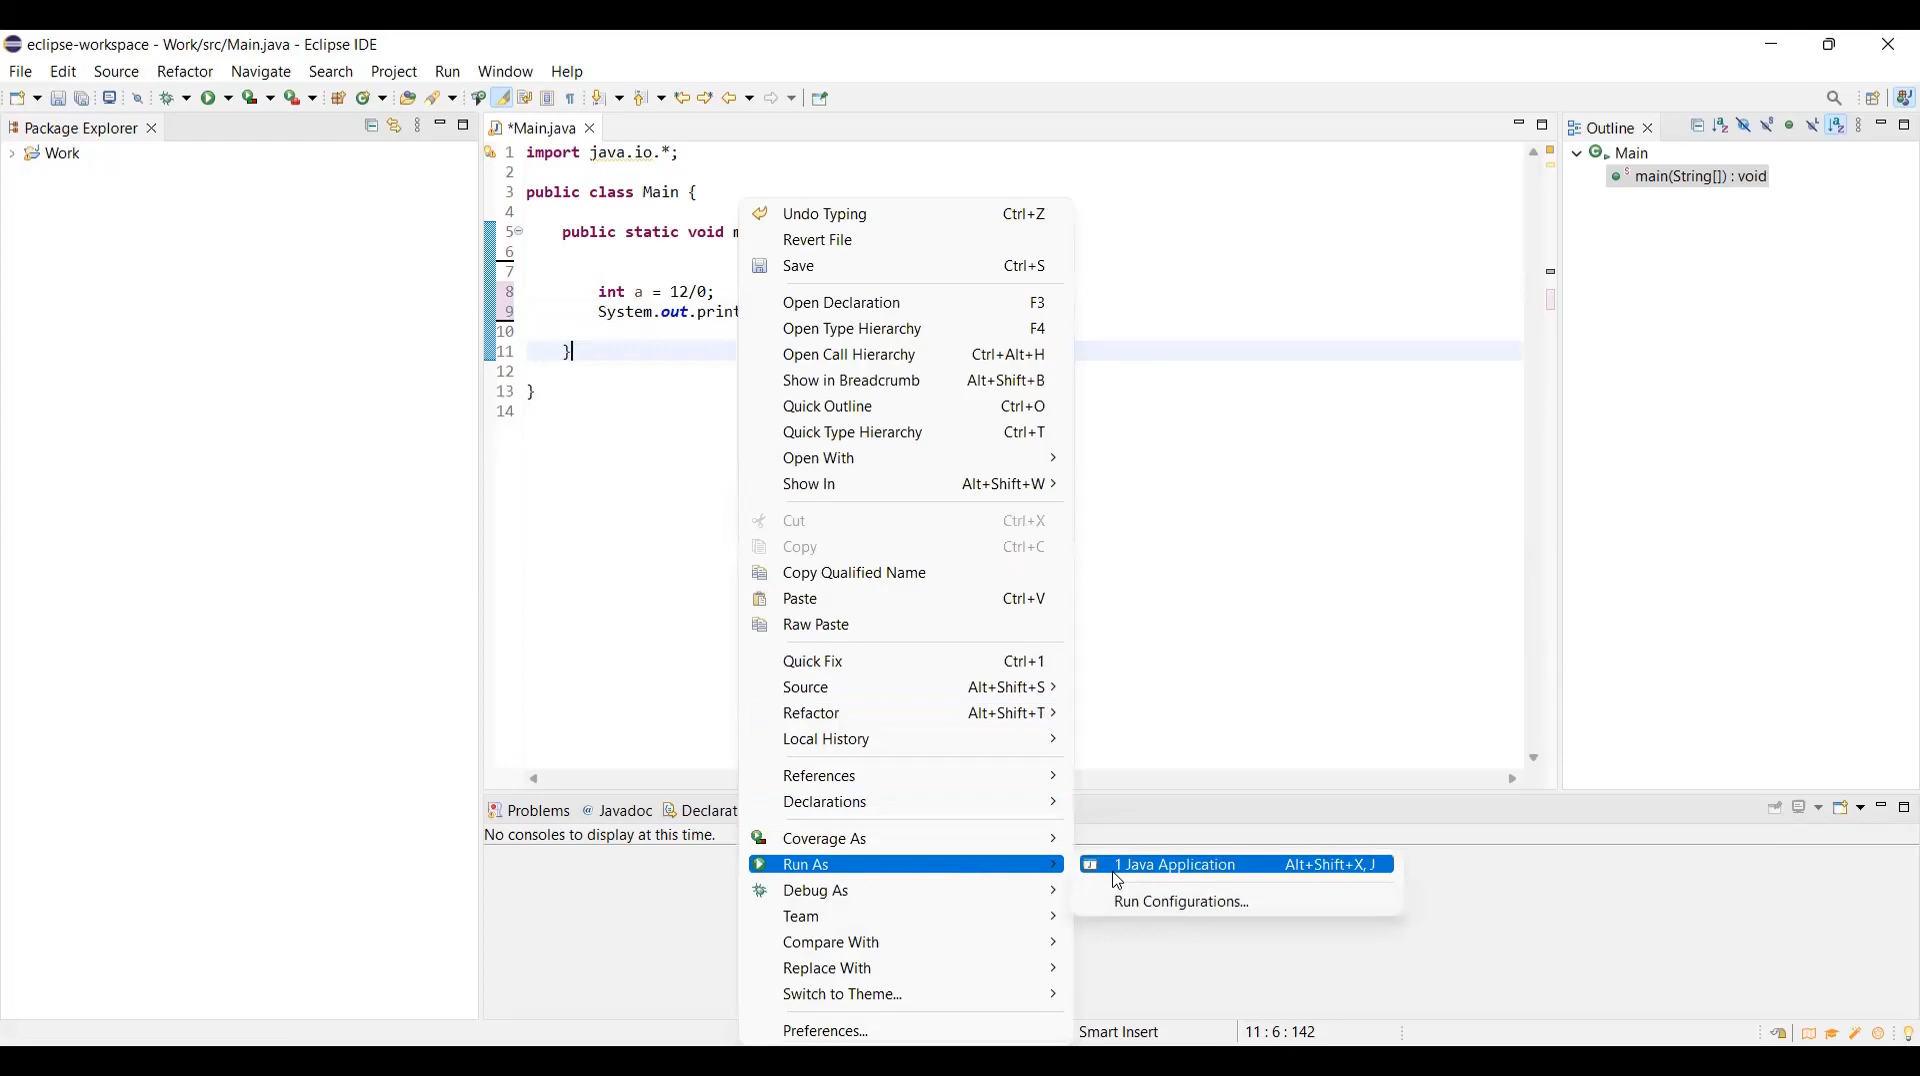 eclipse-workspace - Work/src/Main.java - Eclipse IDE
File Edit Source Refactor Navigate Search Project Run Window Help
Package Explorer
Work
*Main.java
1 import java.io.*;
2
3 public class Main {
4
5 public static void
6
7
8 int a = 12/0;
9 System.out.print
10
11 }
12
13 }
14
Undo Typing Ctrl+Z
Revert File
Save Ctrl+S
Open Declaration F3
Open Type Hierarchy F4
Open Call Hierarchy Ctrl+Alt+H
Show in Breadcrumb Alt+Shift+B
Quick Outline Ctrl+O
Quick Type Hierarchy Ctrl+T
Open With
Show In Alt+Shift+W
Cut Ctrl+X
Copy Ctrl+C
Copy Qualified Name
Paste Ctrl+V
Raw Paste
Quick Fix Ctrl+1
Source Alt+Shift+S
Refactor Alt+Shift+T
Local History
References
Declarations
Coverage As
Run As
Debug As
Team
Compare With
Replace With
Switch to Theme...
Preferences...
1 Java Application Alt+Shift+X, J
Run Configurations...
Outline
Main
main(String[]) : void
Problems @ Javadoc Declarat
No consoles to display at this time.
Smart Insert 11 : 6 : 142